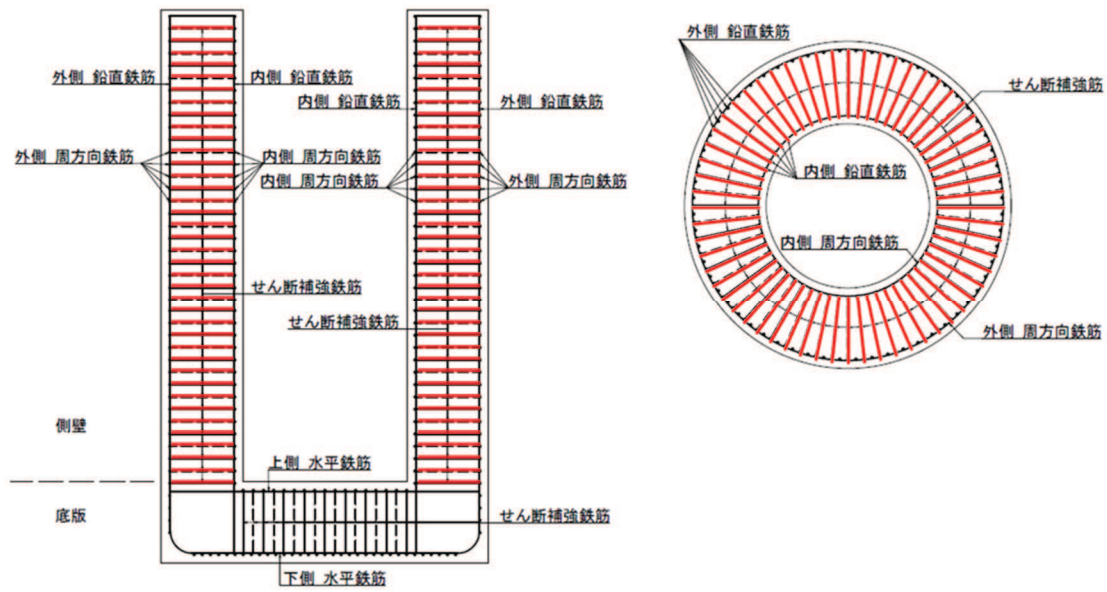 外側 鉛直鉄筋
内側 鉛直鉄筋
内側 鉛直鉄筋
外側 鉛直鉄筋
外側 周方向鉄筋
内側 周方向鉄筋
内側 周方向鉄筋
外側 周方向鉄筋
せん断補強鉄筋
せん断補強鉄筋
側壁
上側 水平鉄筋
底版
せん断補強鉄筋
下側 水平鉄筋
外側 鉛直鉄筋
せん断補強鉄筋
内側 鉛直鉄筋
内側 周方向鉄筋
外側 周方向鉄筋